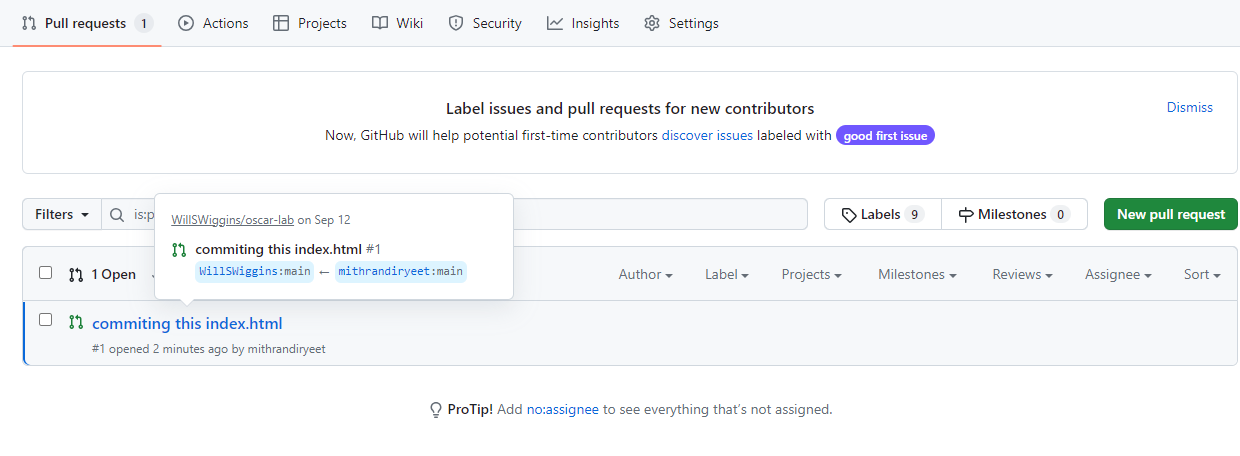 Pull requests 1 Actions Projects Wiki Security Insights Settings
Label issues and pull requests for new contributors
Dismiss
Now, GitHub will help potential first-time contributors discover issues labeled with good first issue
Filters is:p
Labels 9 Milestones 0 New pull request
WillSWiggins/oscar-lab on Sep 12
commiting this index.html #1
WillSWiggins:main ← mithrandiryeet:main
1 Open Author Label Projects Milestones Reviews Assignee Sort
commiting this index.html
#1 opened 2 minutes ago by mithrandiryeet
ProTip! Add no:assignee to see everything that’s not assigned.